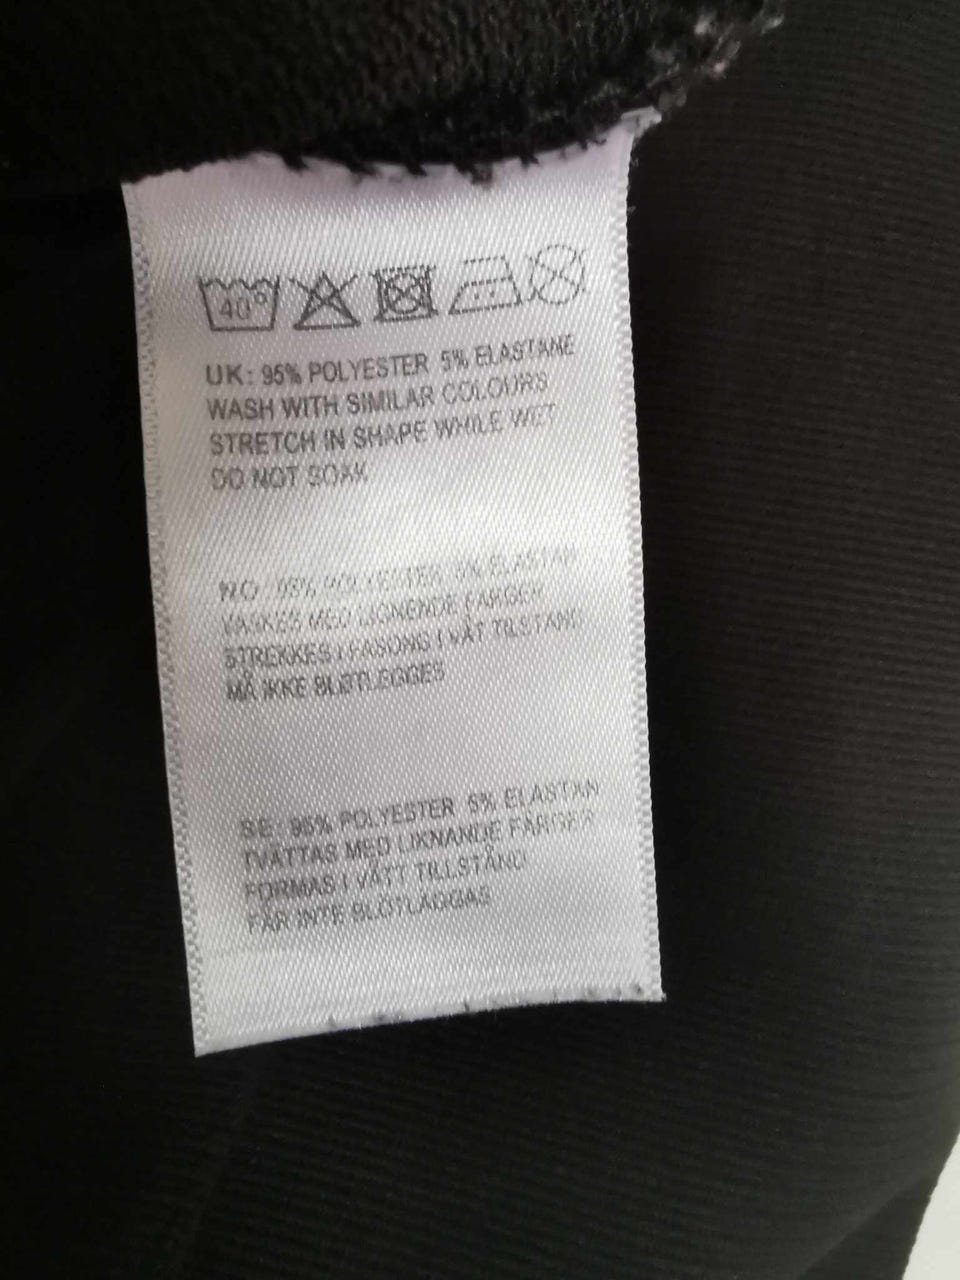 40°
UK: 95% POLYESTER 5% ELASTANE
WASH WITH SIMILAR COLOURS
STRETCH IN SHAPE WHILE WET
DO NOT SOAK
NO: 95% POLYESTER 5% ELASTAN
VASKES MED LIGNENDE FARGER
STREKKES I FASONG I VÅT TILSTAND
MÅ IKKE BLØTLEGGES
SE: 95% POLYESTER 5% ELASTAN
TVÄTTAS MED LIKNANDE FÄRGER
FORMAS I VÅTT TILLSTÅND
FÅR INTE BLÖTLÄGGAS